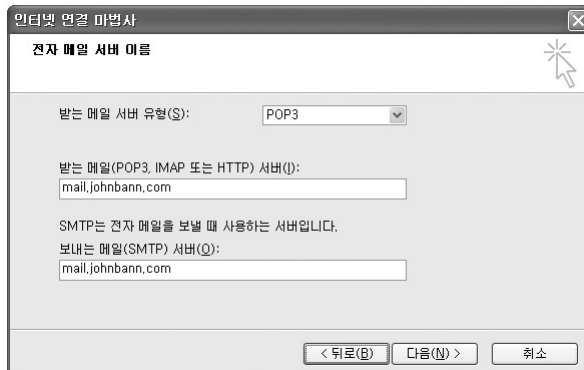 인터넷 연결 마법사
전자 메일 서버 이름
받는 메일 서버 유형(S): POP3
받는 메일(POP3, IMAP 또는 HTTP) 서버(I):
mail.johnbann.com
SMTP는 전자 메일을 보낼 때 사용하는 서버입니다.
보내는 메일(SMTP) 서버(O):
mail.johnbann.com
< 뒤로(B) 다음(N) > 취소